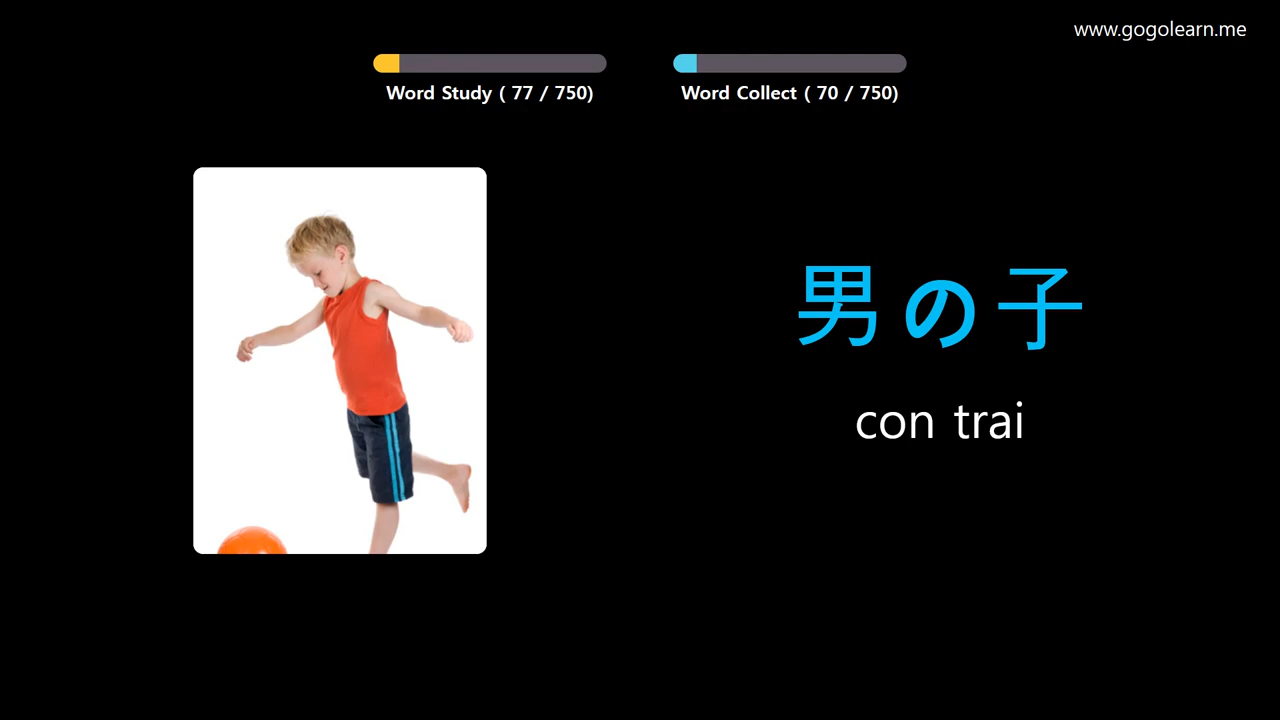 www.gogolearn.me
Word Study ( 77 / 750)
Word Collect ( 70 / 750)
男の子
con trai